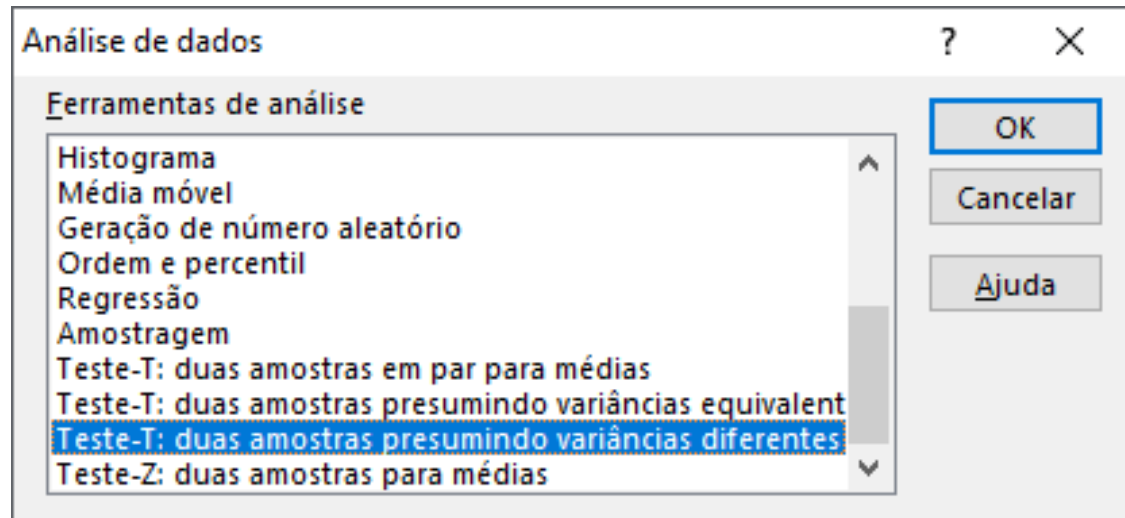 Análise de dados ?
Ferramentas de análise
OK
Cancelar
Ajuda
Histograma
Média móvel
Geração de número aleatório
Ordem e percentil
Regressão
Amostragem
Teste-T: duas amostras em par para médias
Teste-T: duas amostras presumindo variâncias equivalent
Teste-T: duas amostras presumindo variâncias diferentes
Teste-Z: duas amostras para médias